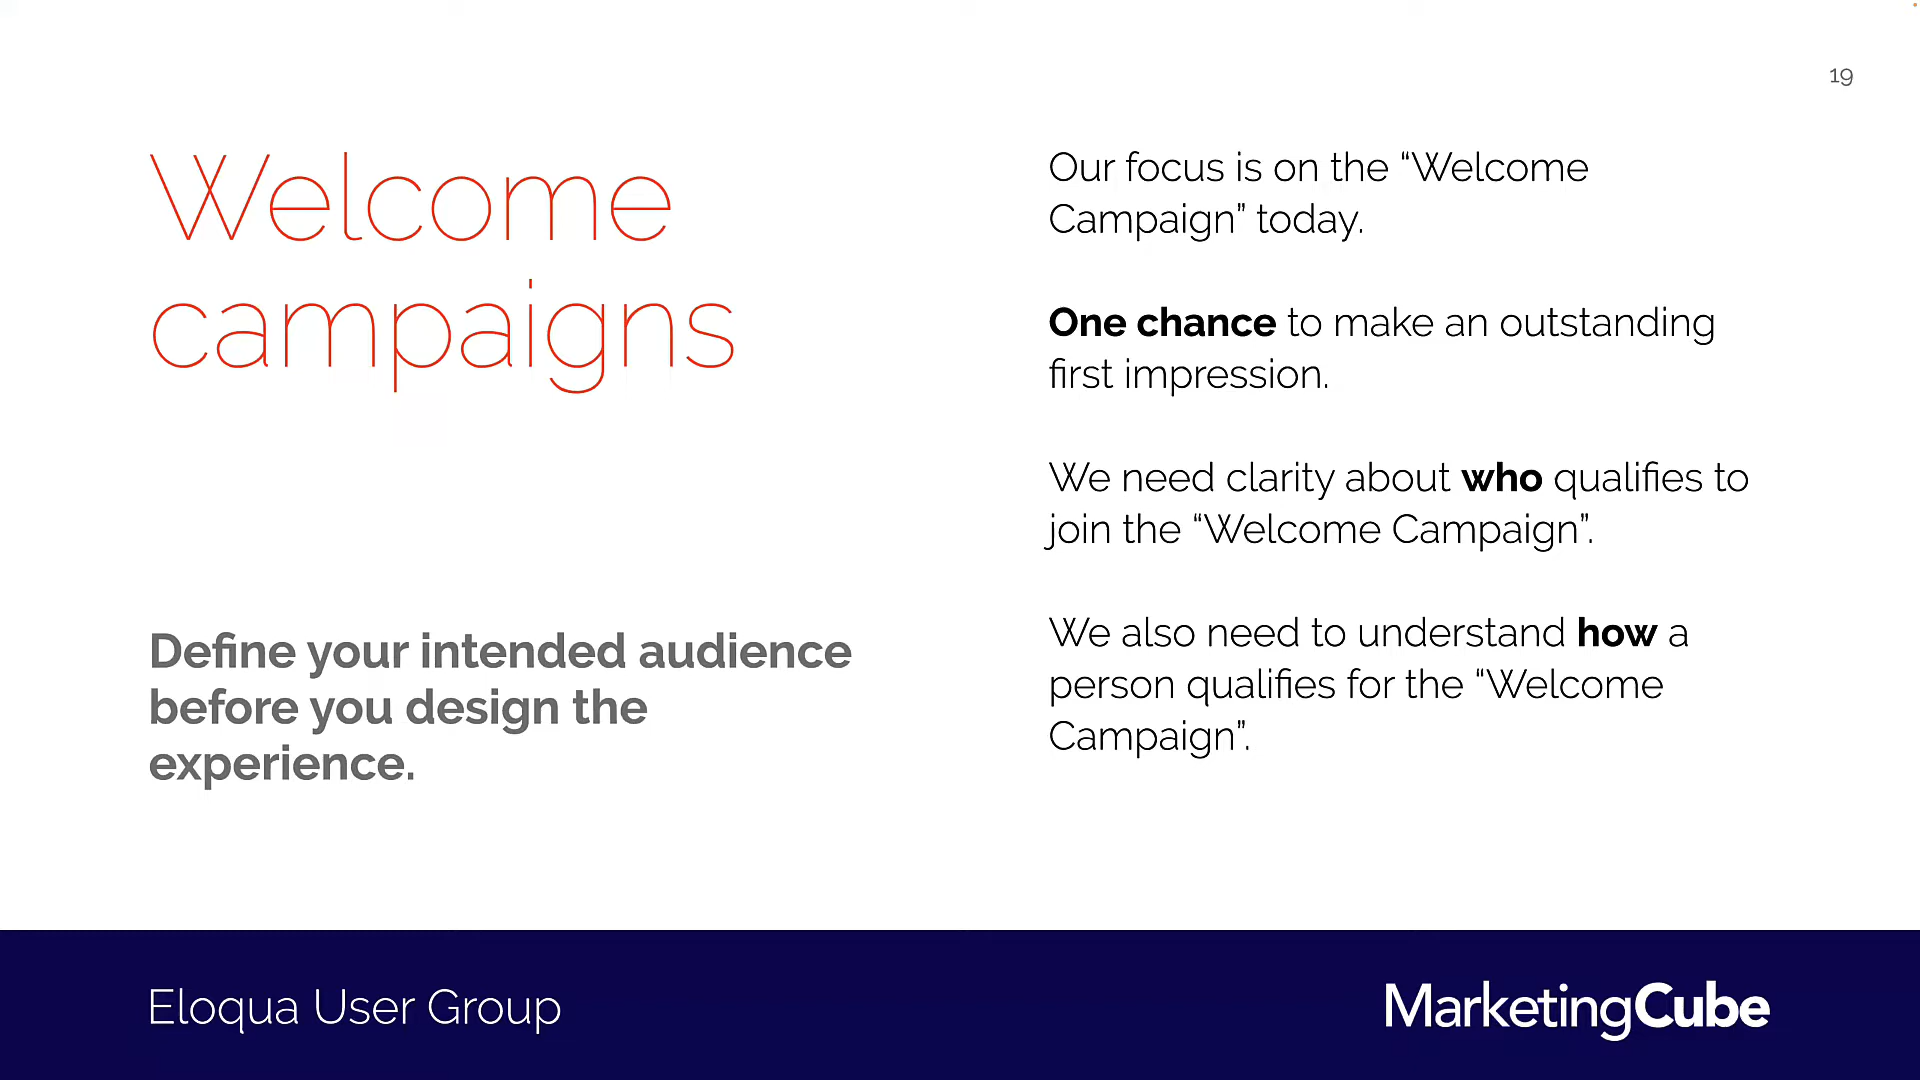 19
Welcome
campaigns
Define your intended audience
before you design the
experience.
Our focus is on the “Welcome
Campaign” today.
One chance to make an outstanding
first impression.
We need clarity about who qualifies to
join the “Welcome Campaign”.
We also need to understand how a
person qualifies for the “Welcome
Campaign”.
Eloqua User Group
MarketingCube